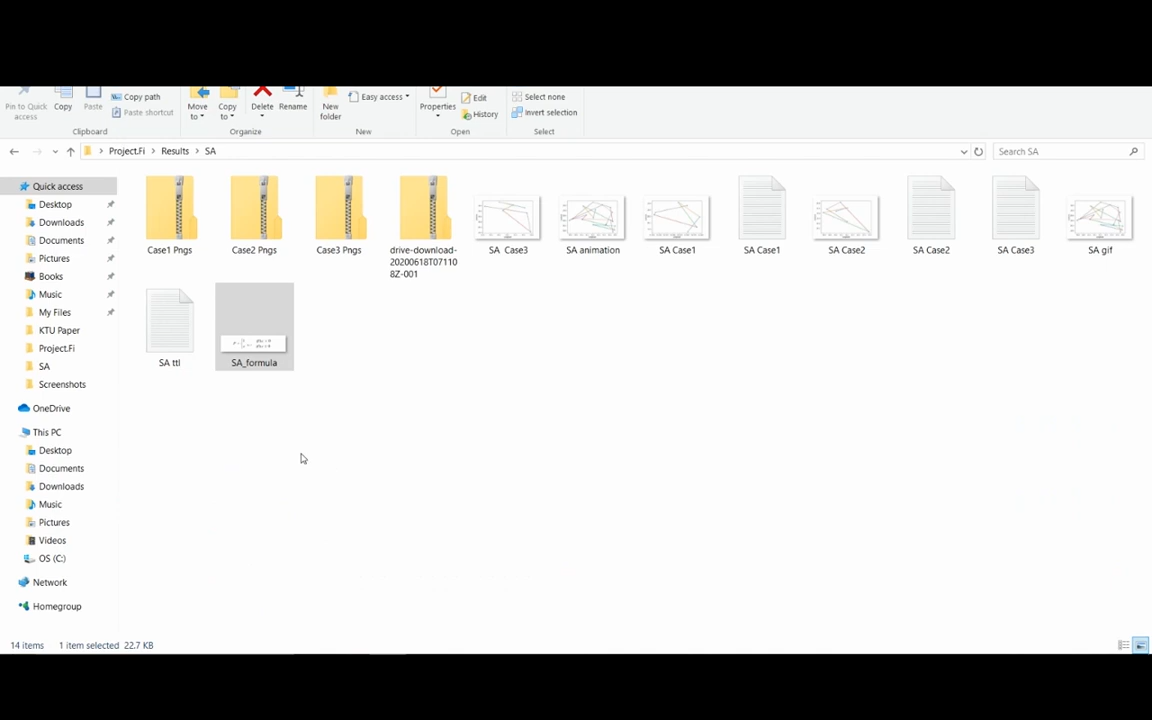 Pin to Quick access
Copy
Paste
Copy path
Paste shortcut
Clipboard
Move to
Copy to
Delete
Rename
Organize
New folder
Easy access
New
Properties
Edit
History
Open
Select none
Invert selection
Select
Project.Fi > Results > SA
Search SA
Quick access
Desktop
Downloads
Documents
Pictures
Books
Music
My Files
KTU Paper
Project.Fi
SA
Screenshots
OneDrive
This PC
Desktop
Documents
Downloads
Music
Pictures
Videos
OS (C:)
Network
Homegroup
Case1 Pngs
Case2 Pngs
Case3 Pngs
drive-download-
20200618T07110
8Z-001
SA Case3
SA animation
SA Case1
SA Case1
SA Case2
SA Case2
SA Case3
SA gif
SA ttl
SA_formula
14 items
1 item selected 22.7 KB